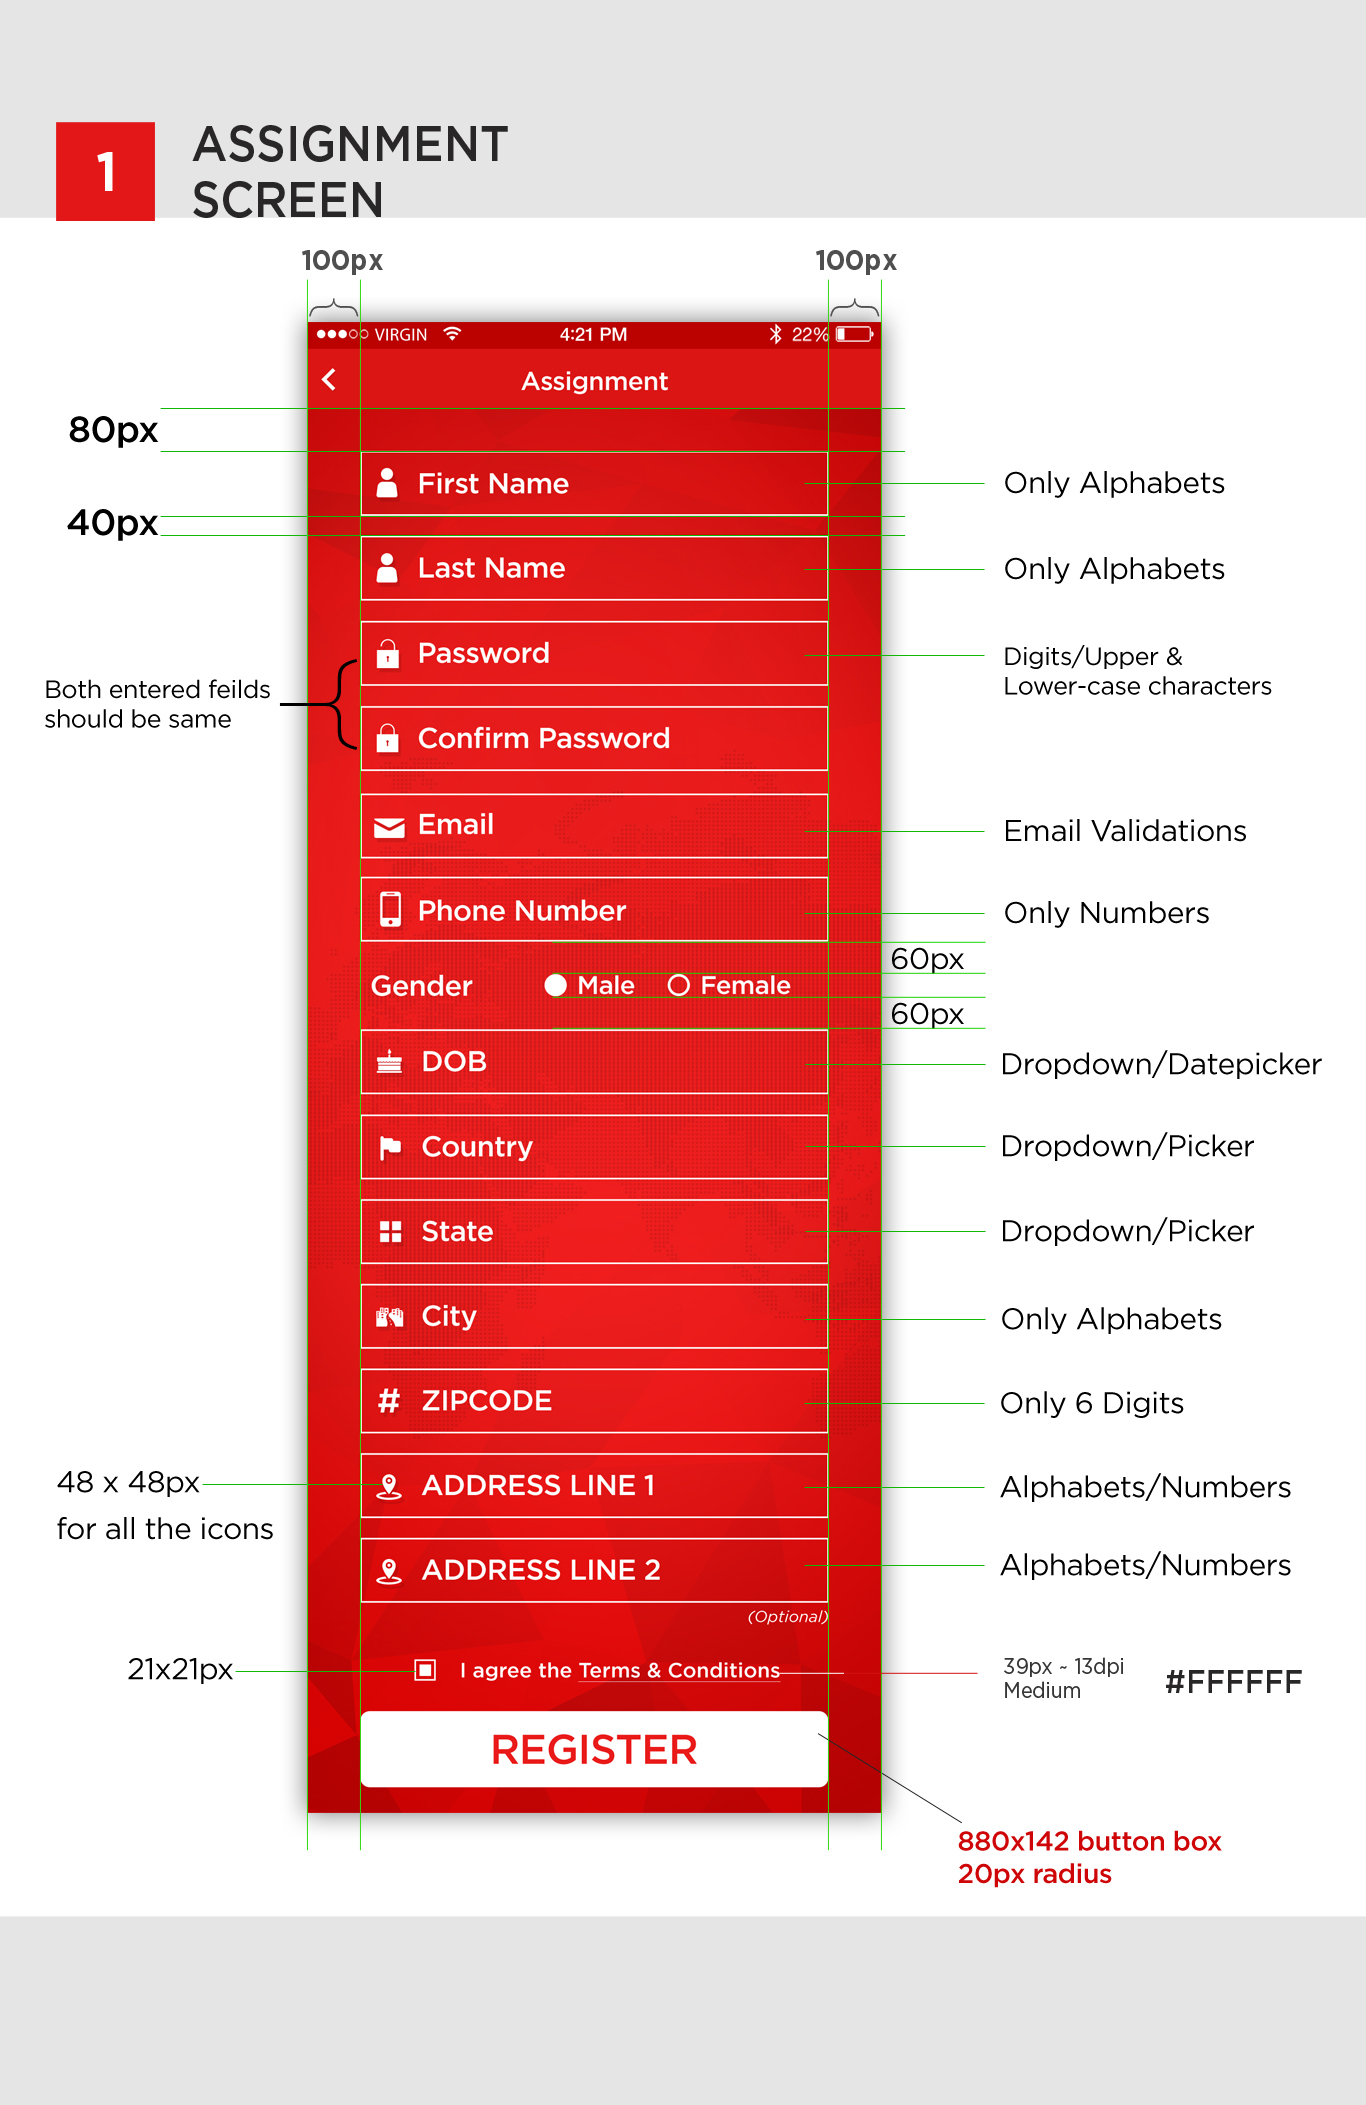 1
ASSIGNMENT
SCREEN
100px
100px
VIRGIN 4:21 PM 22%
Assignment
80px
First Name
Only Alphabets
40px
Last Name
Only Alphabets
Password
Digits/Upper &
Lower-case characters
Both entered feilds
should be same
Confirm Password
Email
Email Validations
Phone Number
Only Numbers
60px
Gender Male Female
60px
DOB
Dropdown/Datepicker
Country
Dropdown/Picker
State
Dropdown/Picker
City
Only Alphabets
# ZIPCODE
Only 6 Digits
48 x 48px
for all the icons
ADDRESS LINE 1
Alphabets/Numbers
ADDRESS LINE 2
Alphabets/Numbers
(Optional)
21x21px
I agree the Terms & Conditions
39px ~ 13dpi
Medium
#FFFFFF
REGISTER
880x142 button box
20px radius